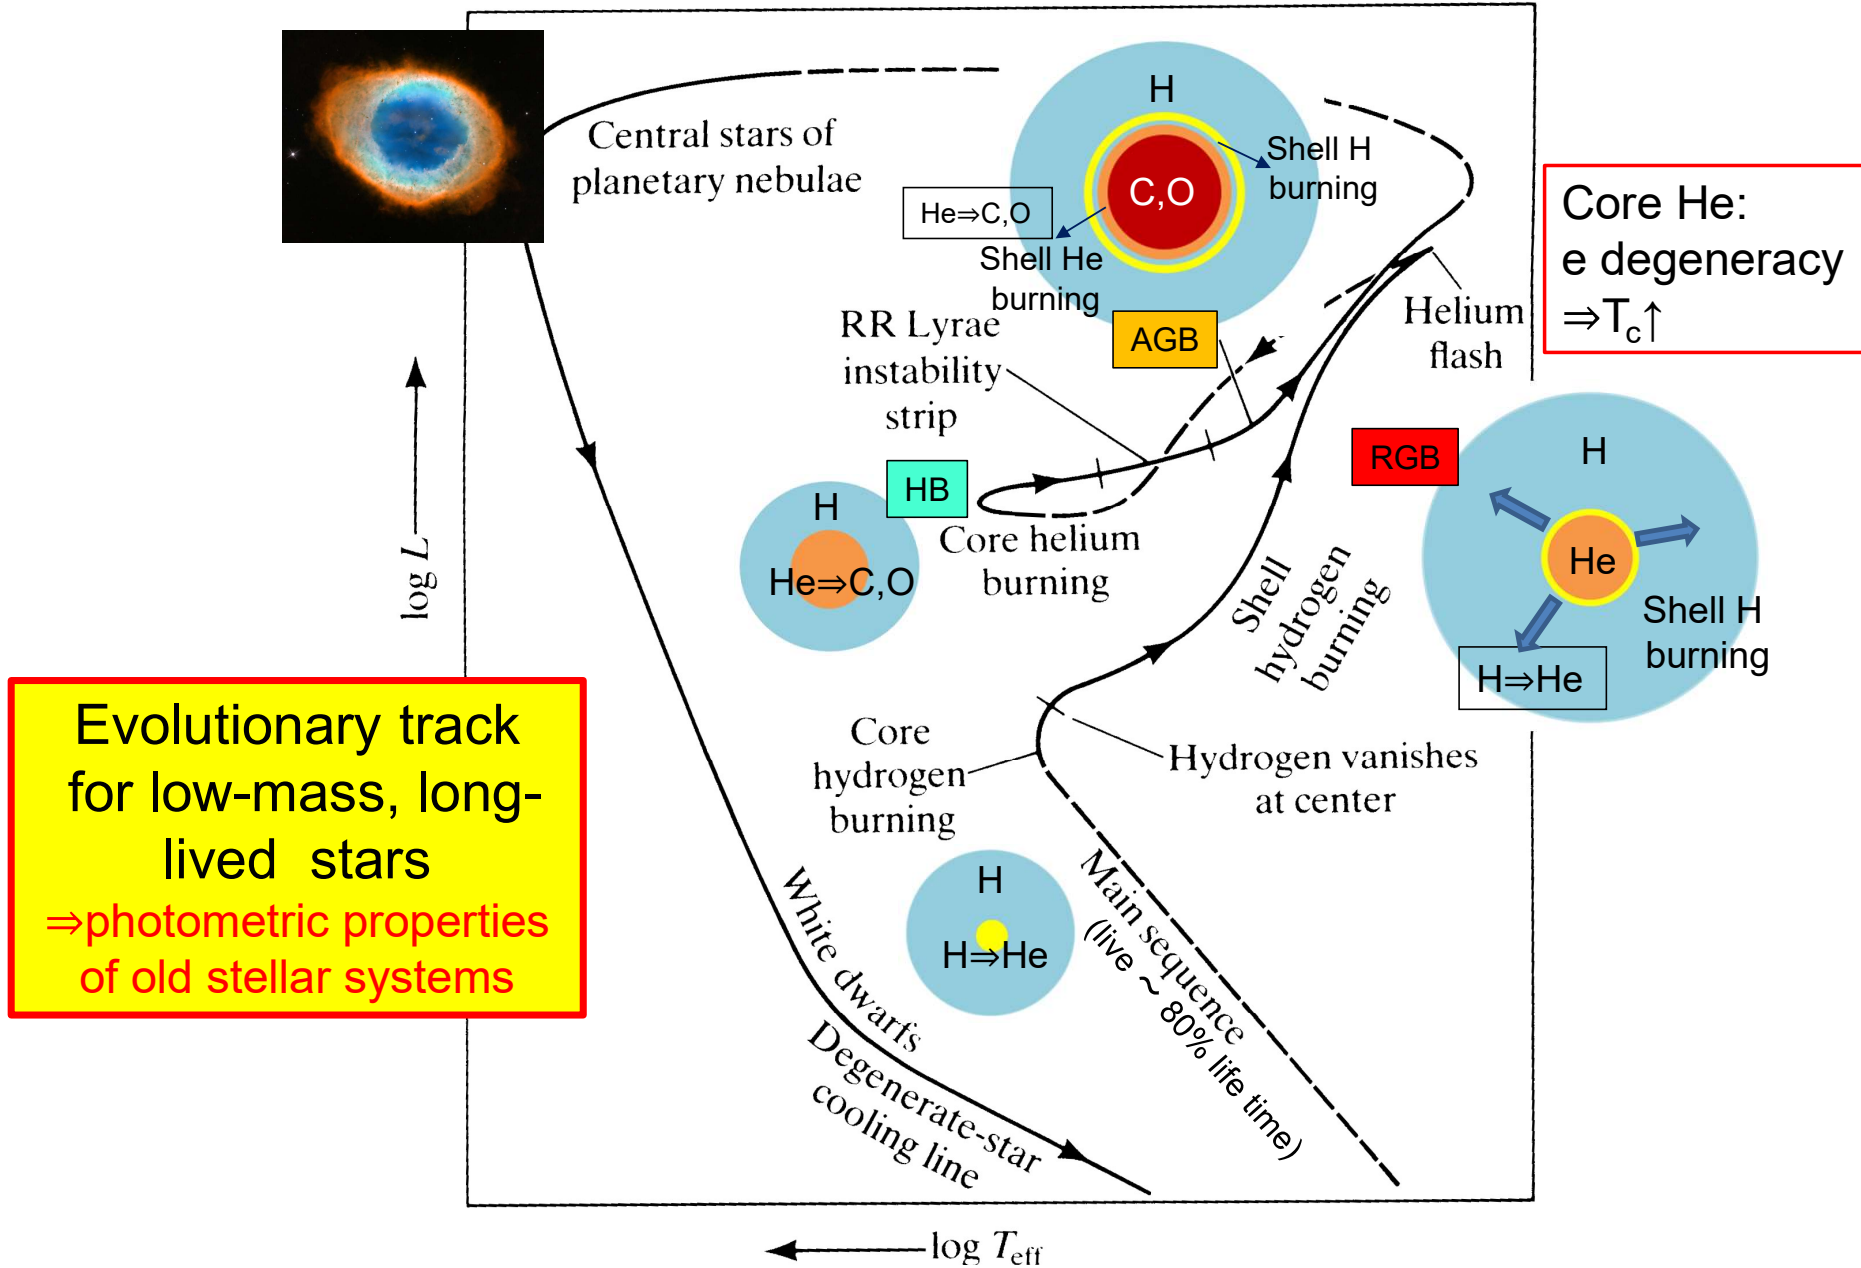 Central stars of
planetary nebulae
H
Shell H
burning
C,O
He⇒C,O
Shell He
burning
Core He:
e degeneracy
⇒Tc↑
RR Lyrae
instability
strip
AGB
Helium
flash
RGB
H
He
Shell H
burning
H⇒He
HB
H
He⇒C,O
Core helium
burning
Shell
hydrogen
burning
log L
Evolutionary track
for low-mass, long-
lived stars
⇒photometric properties
of old stellar systems
Core
hydrogen
burning
Hydrogen vanishes
at center
H
H⇒He
Main sequence
(live ~ 80% life time)
White dwarfs
Degenerate-star
cooling line
log Teff